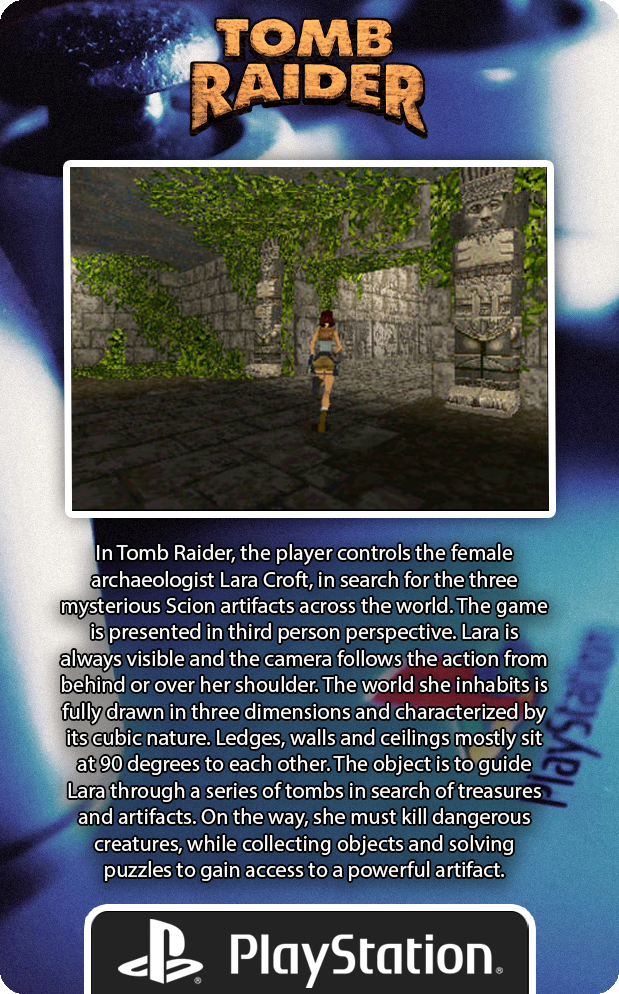 TOMB
RAIDER
In Tomb Raider, the player controls the female
archaeologist Lara Croft, in search for the three
mysterious Scion artifacts across the world. The game
is presented in third person perspective. Lara is
always visible and the camera follows the action from
behind or over her shoulder. The world she inhabits is
fully drawn in three dimensions and characterized by
its cubic nature. Ledges, walls and ceilings mostly sit
at 90 degrees to each other. The object is to guide
Lara through a series of tombs in search of treasures
and artifacts. On the way, she must kill dangerous
creatures, while collecting objects and solving
puzzles to gain access to a powerful artifact.
PlayStation
PlayStation®